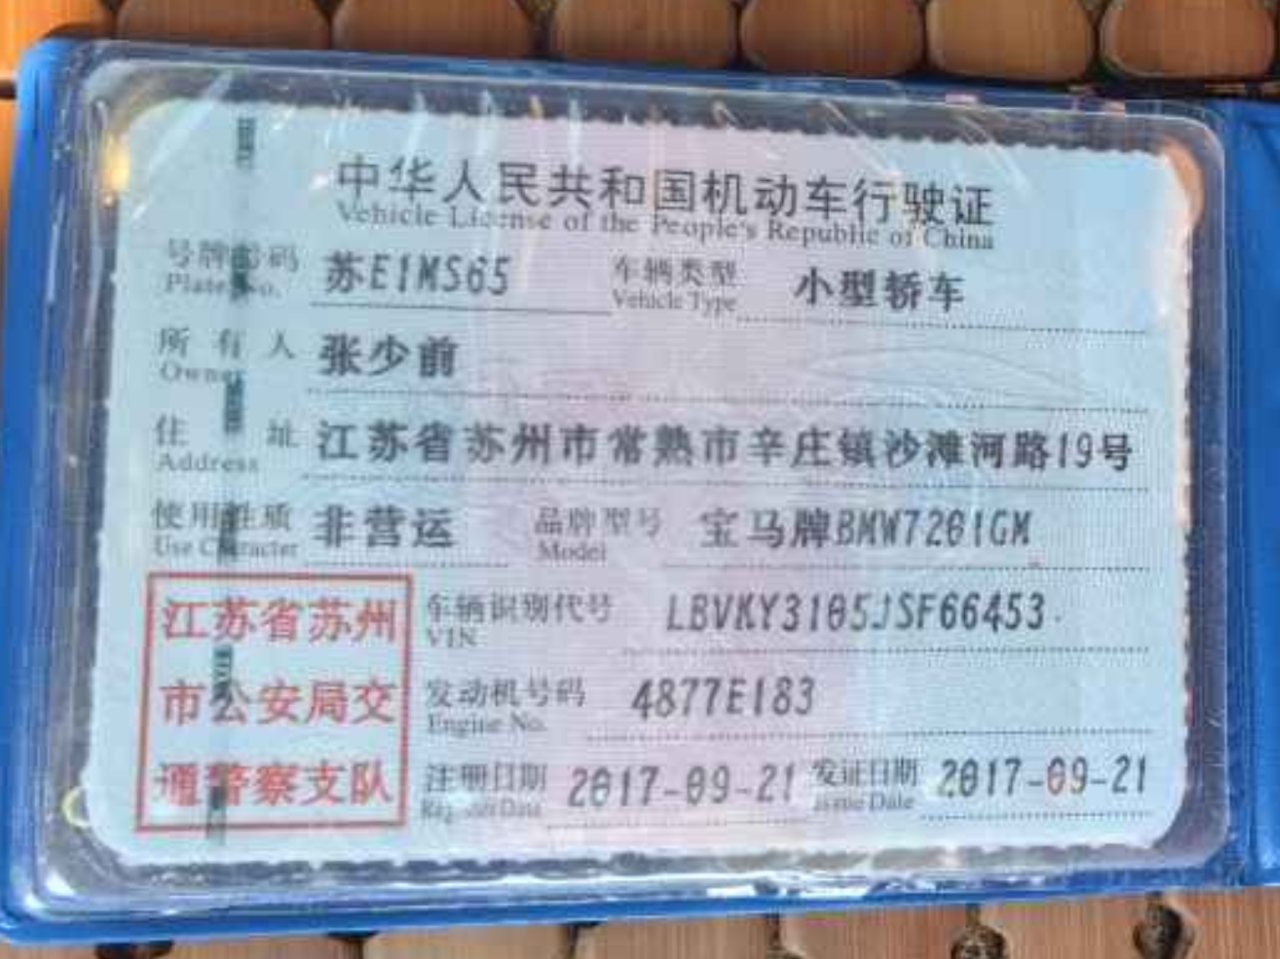 中华人民共和国机动车行驶证
Vehicle License of the People's Republic of China
号牌号码 苏E1MS65 车辆类型 小型轿车
Plate No. Vehicle Type
所有人 张少前
Owner
住址 江苏省苏州市常熟市辛庄镇沙滩河路19号
Address
使用性质 非营运 品牌型号 宝马牌BMW7201GM
Use Character Model
江苏省苏州 车辆识别代号 LBVKY3105JSF66453
VIN
市公安局交 发动机号码 4877E183
Engine No.
通警察支队 注册日期 2017-09-21 发证日期 2017-09-21
Register Date Issue Date